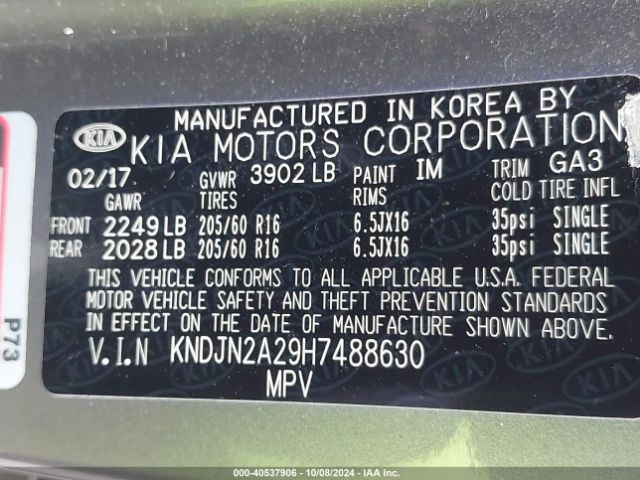 MANUFACTURED IN KOREA BY
KIA KIA MOTORS CORPORATION
02/17 GVWR 3902 LB PAINT IM TRIM GA3
GAWR TIRES RIMS COLD TIRE INFL
FRONT 2249 LB 205/60 R16 6.5JX16 35psi SINGLE
REAR 2028 LB 205/60 R16 6.5JX16 35psi SINGLE
THIS VEHICLE CONFORMS TO ALL APPLICABLE U.S.A. FEDERAL
MOTOR VEHICLE SAFETY AND THEFT PREVENTION STANDARDS
IN EFFECT ON THE DATE OF MANUFACTURE SHOWN ABOVE.
V.I.N KNDJN2A29H7488630
MPV
P73
000-40537906 - 10/08/2024 - IAA Inc.